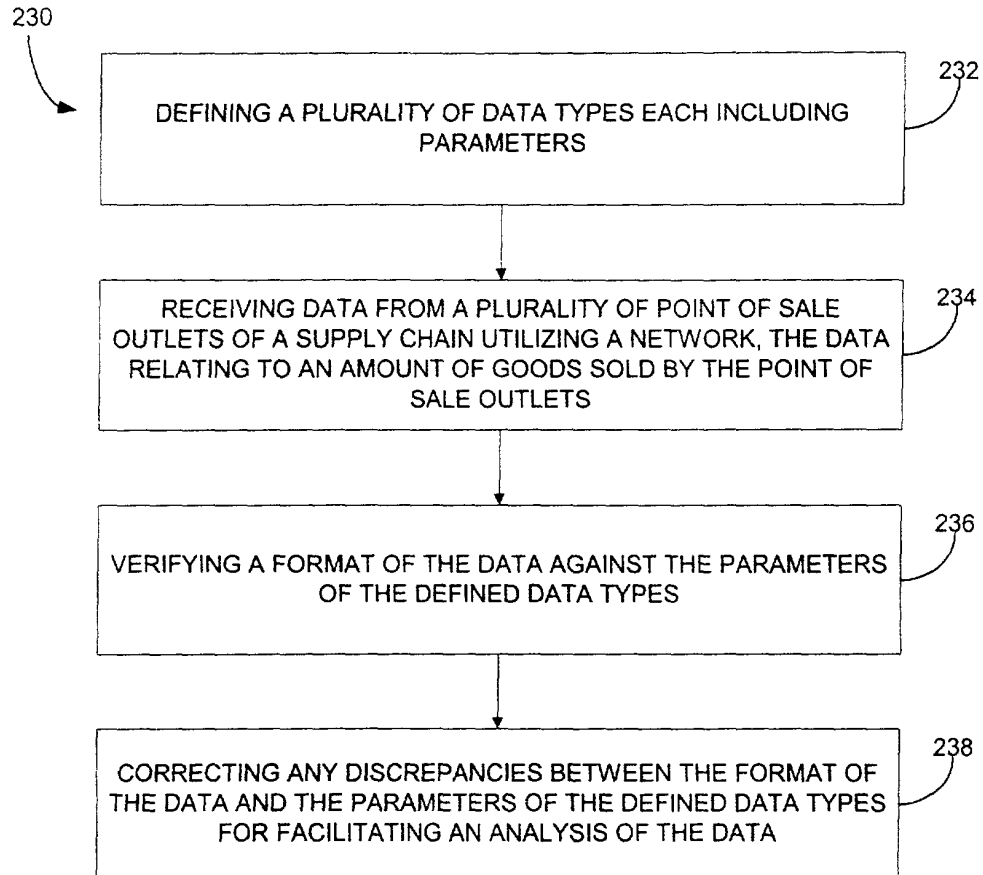 230
232
DEFINING A PLURALITY OF DATA TYPES EACH INCLUDING
PARAMETERS
234
RECEIVING DATA FROM A PLURALITY OF POINT OF SALE
OUTLETS OF A SUPPLY CHAIN UTILIZING A NETWORK, THE DATA
RELATING TO AN AMOUNT OF GOODS SOLD BY THE POINT OF
SALE OUTLETS
236
VERIFYING A FORMAT OF THE DATA AGAINST THE PARAMETERS
OF THE DEFINED DATA TYPES
238
CORRECTING ANY DISCREPANCIES BETWEEN THE FORMAT OF
THE DATA AND THE PARAMETERS OF THE DEFINED DATA TYPES
FOR FACILITATING AN ANALYSIS OF THE DATA